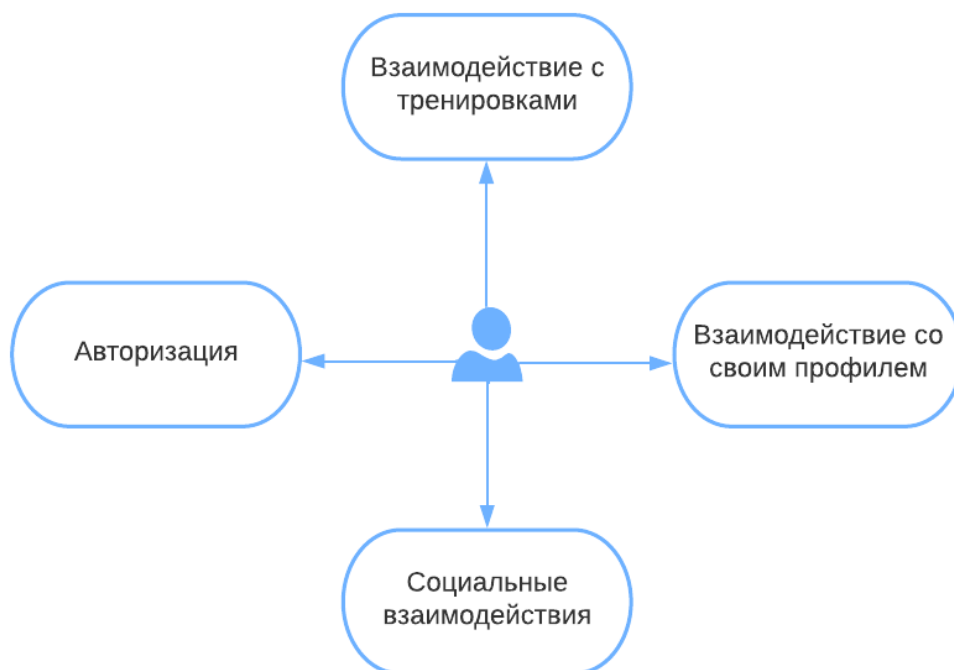 Взаимодействие с
тренировками
Авторизация
Взаимодействие со
своим профилем
Социальные
взаимодействия